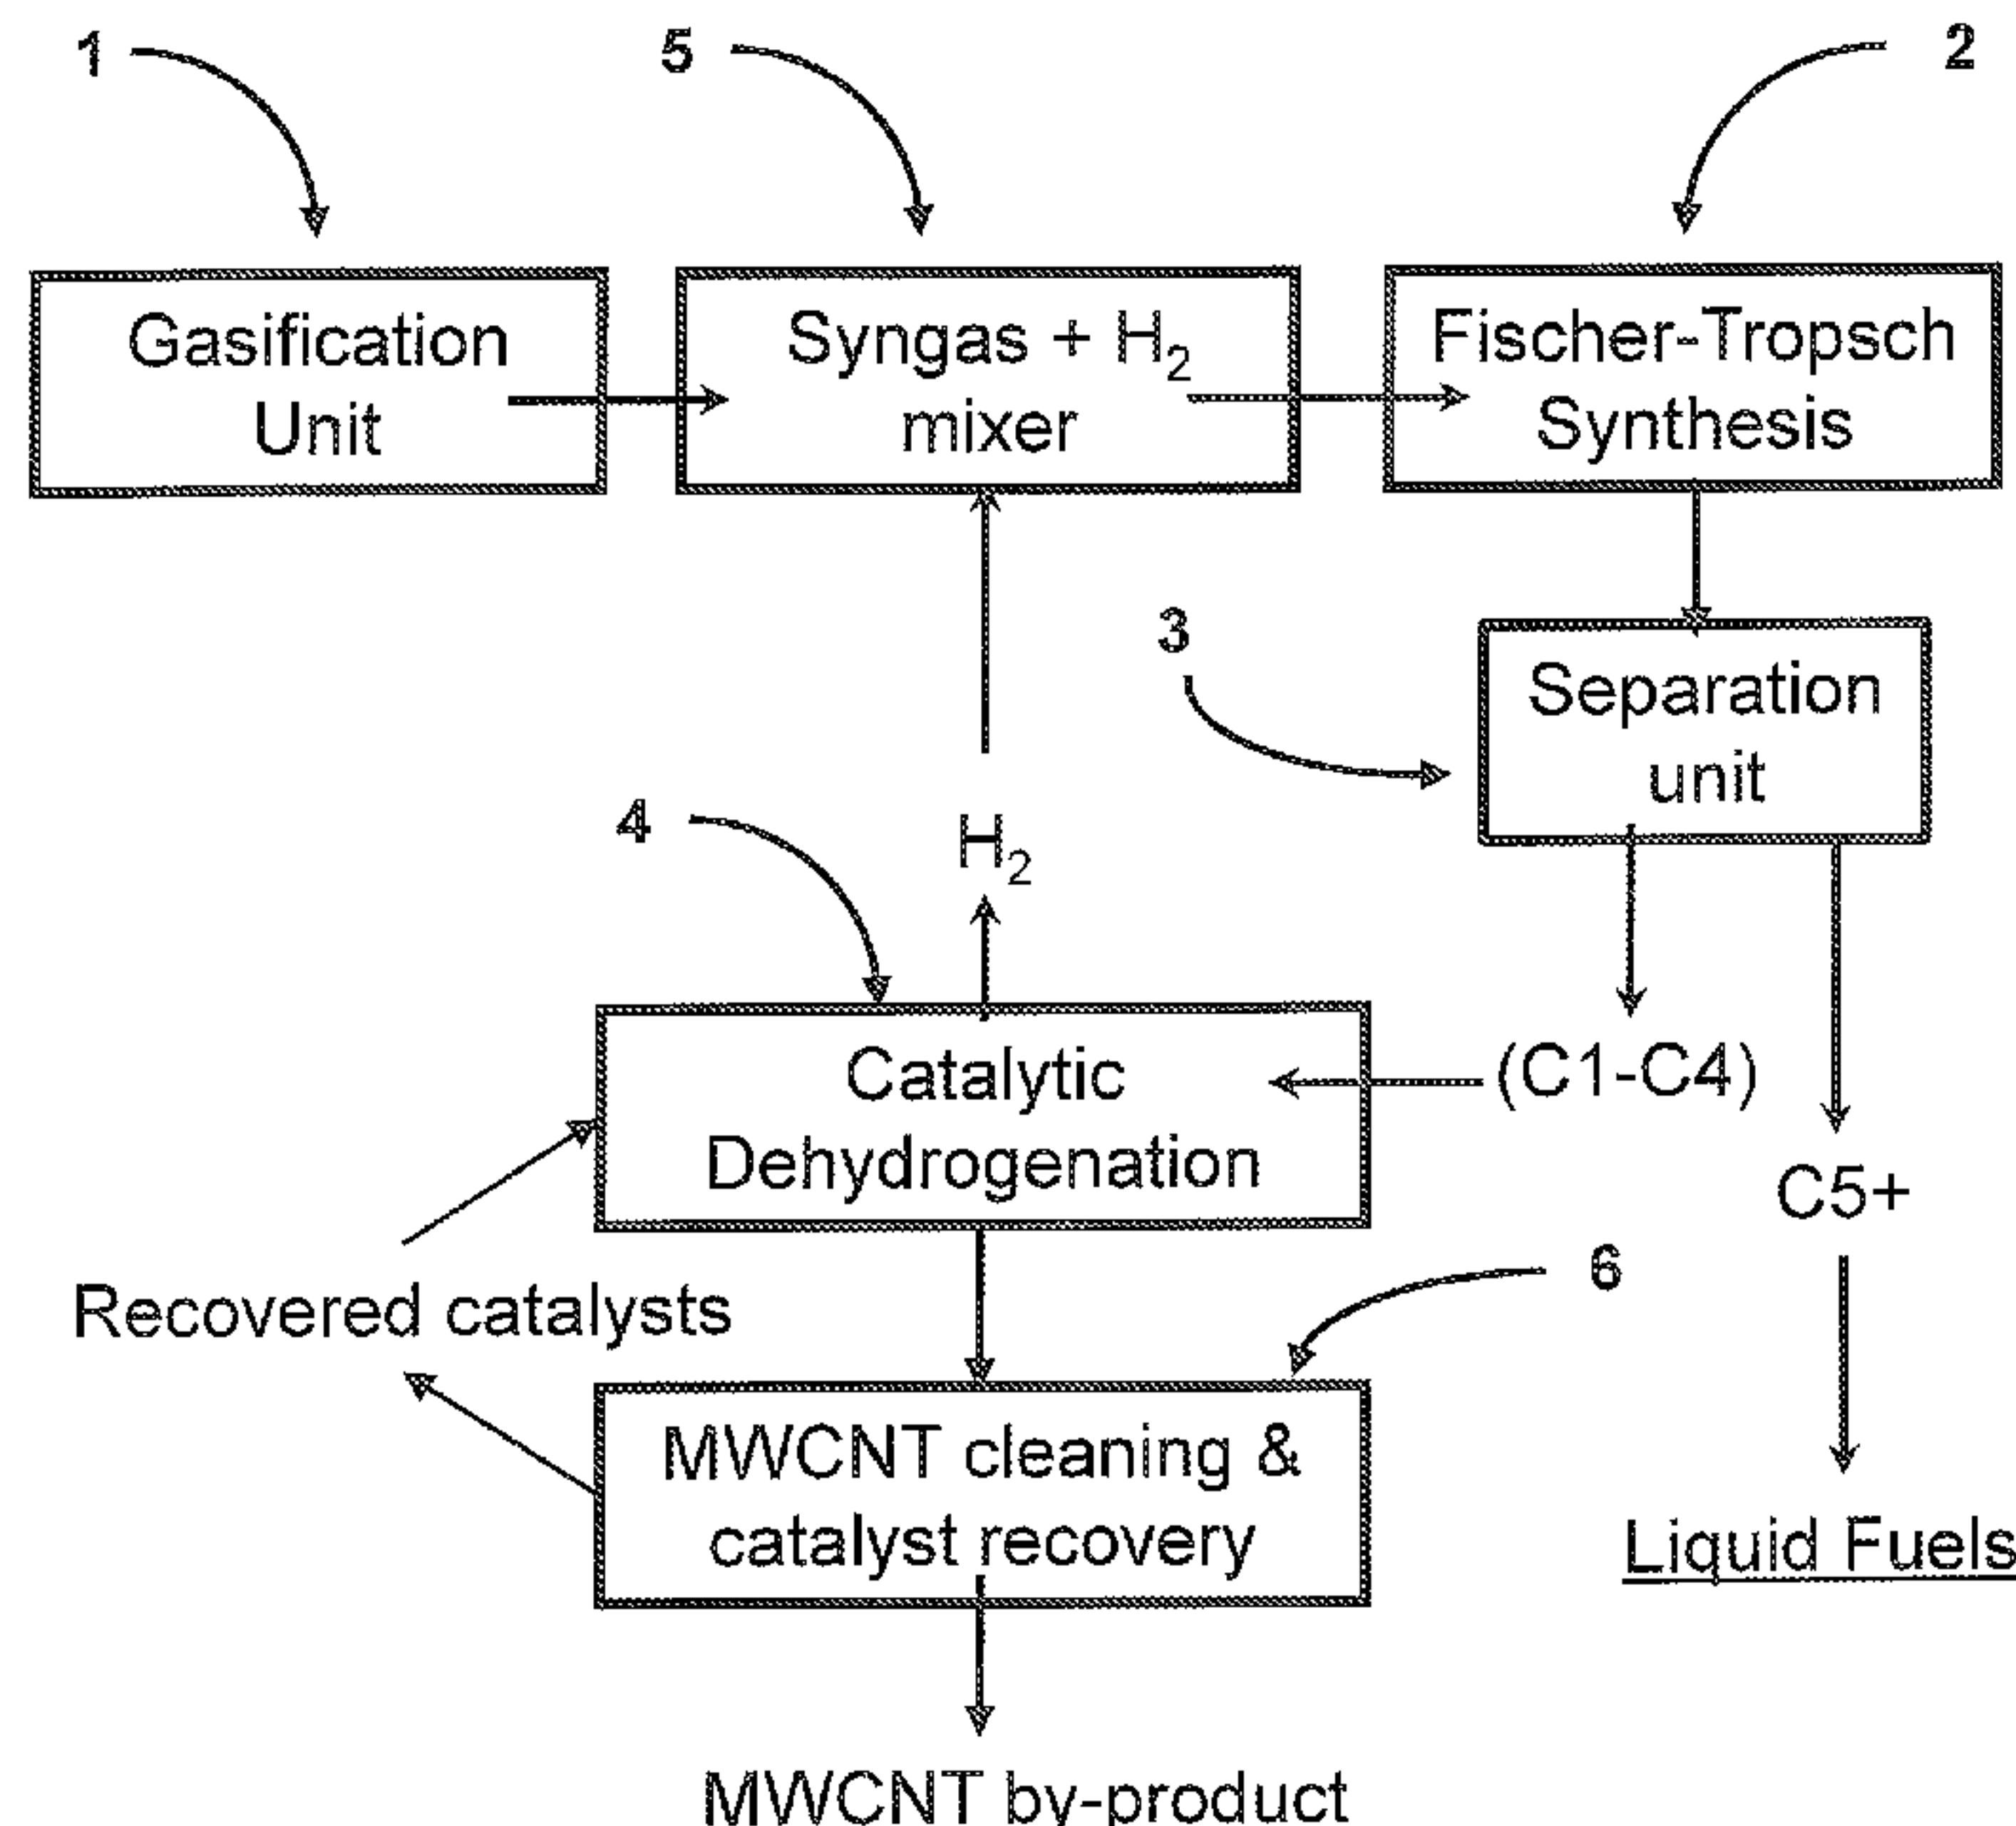 1
5
2
Gasification
Unit
Syngas + H₂
mixer
Fischer-Tropsch
Synthesis
3
Separation
unit
4
H₂
Catalytic
Dehydrogenation
(C1-C4)
C5+
6
Recovered catalysts
MWCNT cleaning &
catalyst recovery
Liquid Fuels
MWCNT by-product